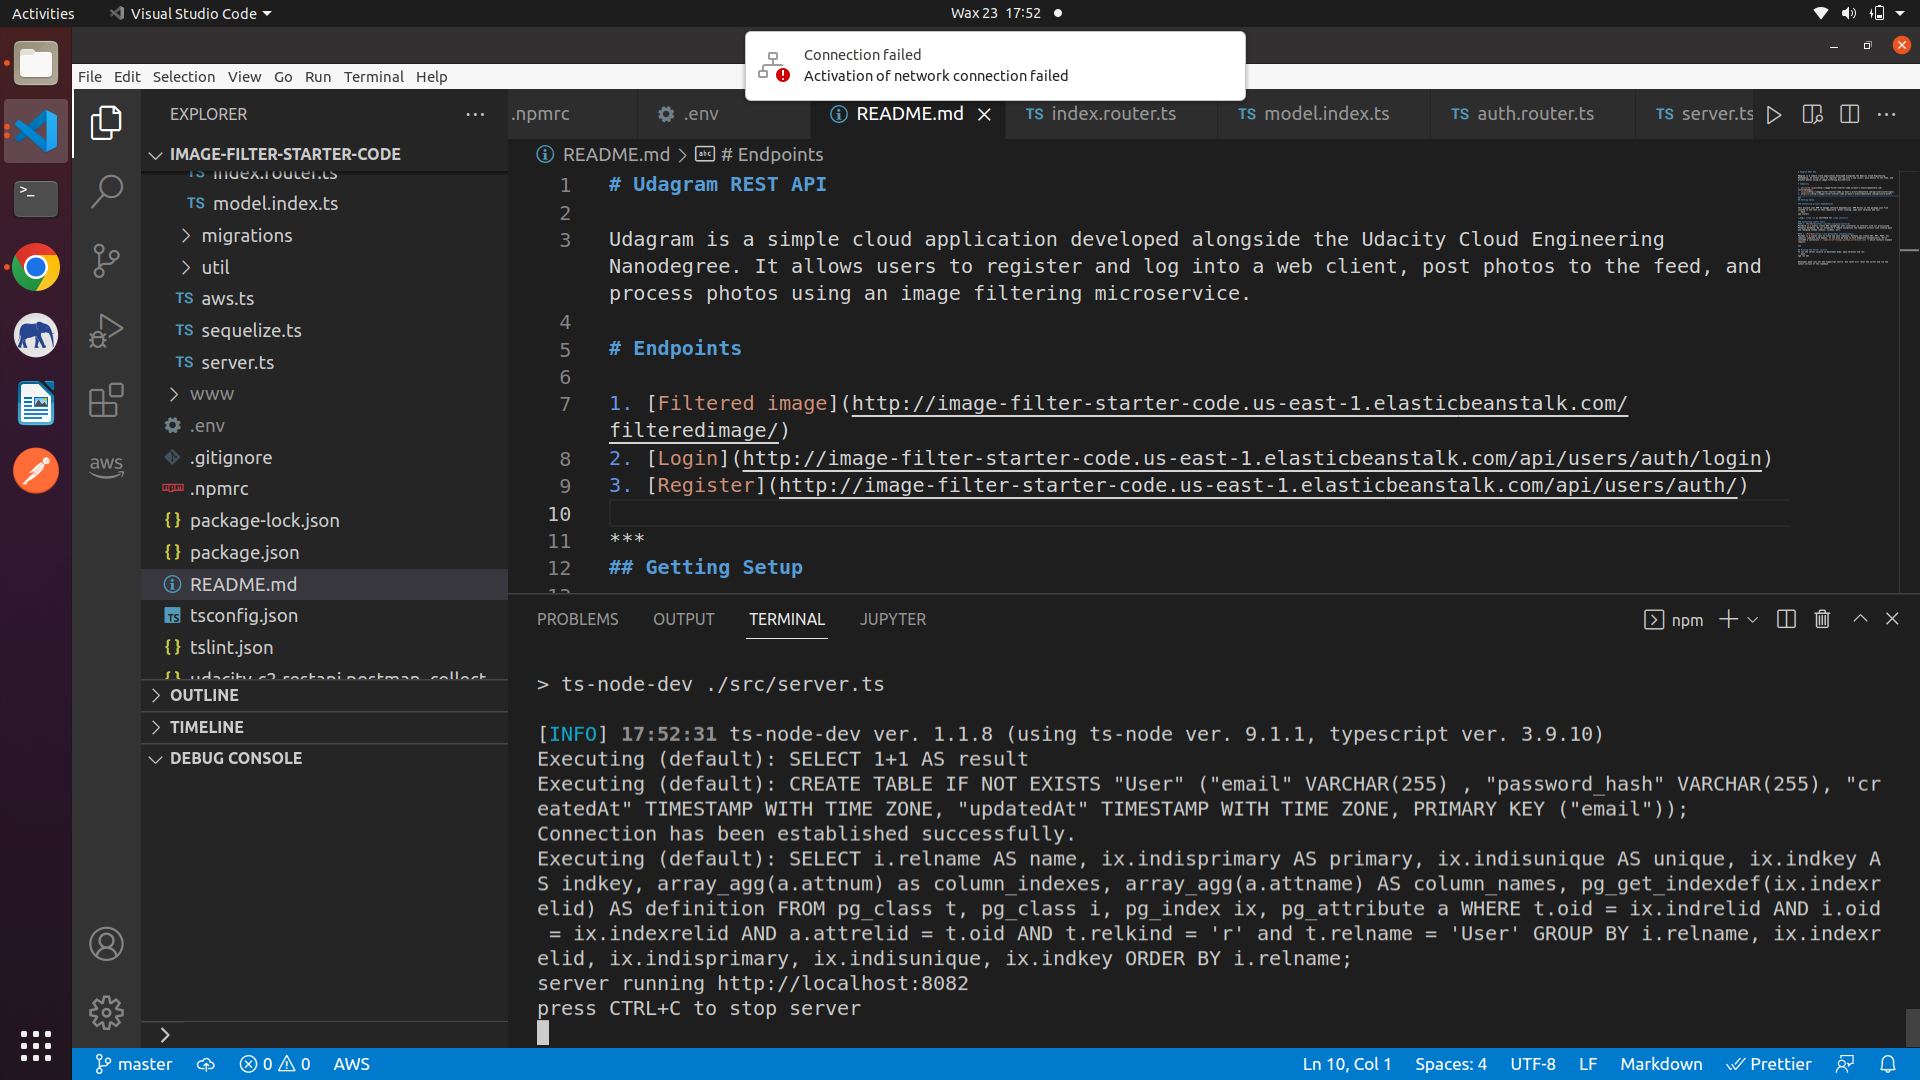 Activities
Visual Studio Code
Wax 23 17:52
Connection failed
Activation of network connection failed
File Edit Selection View Go Run Terminal Help
EXPLORER
.npmrc
.env
README.md
TS index.router.ts
TS model.index.ts
TS auth.router.ts
TS server.ts
IMAGE-FILTER-STARTER-CODE
TS index.router.ts
TS model.index.ts
migrations
util
TS aws.ts
TS sequelize.ts
TS server.ts
www
.env
.gitignore
.npmrc
{} package-lock.json
{} package.json
README.md
TS tsconfig.json
{} tslint.json
{} udacity-c2-restapi.postman_collect
OUTLINE
TIMELINE
DEBUG CONSOLE
aws
README.md > abc # Endpoints
1 # Udagram REST API
2
3 Udagram is a simple cloud application developed alongside the Udacity Cloud Engineering
Nanodegree. It allows users to register and log into a web client, post photos to the feed, and
process photos using an image filtering microservice.
4
5 # Endpoints
6
7 1. [Filtered image](http://image-filter-starter-code.us-east-1.elasticbeanstalk.com/
filteredimage/)
8 2. [Login](http://image-filter-starter-code.us-east-1.elasticbeanstalk.com/api/users/auth/login)
9 3. [Register](http://image-filter-starter-code.us-east-1.elasticbeanstalk.com/api/users/auth/)
10
11 ***
12 ## Getting Setup
13
PROBLEMS OUTPUT TERMINAL JUPYTER
npm
> ts-node-dev ./src/server.ts
[INFO] 17:52:31 ts-node-dev ver. 1.1.8 (using ts-node ver. 9.1.1, typescript ver. 3.9.10)
Executing (default): SELECT 1+1 AS result
Executing (default): CREATE TABLE IF NOT EXISTS "User" ("email" VARCHAR(255) , "password_hash" VARCHAR(255), "cr
eatedAt" TIMESTAMP WITH TIME ZONE, "updatedAt" TIMESTAMP WITH TIME ZONE, PRIMARY KEY ("email"));
Connection has been established successfully.
Executing (default): SELECT i.relname AS name, ix.indisprimary AS primary, ix.indisunique AS unique, ix.indkey A
S indkey, array_agg(a.attnum) as column_indexes, array_agg(a.attname) AS column_names, pg_get_indexdef(ix.indexr
elid) AS definition FROM pg_class t, pg_class i, pg_index ix, pg_attribute a WHERE t.oid = ix.indrelid AND i.oid
= ix.indexrelid AND a.attrelid = t.oid AND t.relkind = 'r' and t.relname = 'User' GROUP BY i.relname, ix.indexr
elid, ix.indisprimary, ix.indisunique, ix.indkey ORDER BY i.relname;
server running http://localhost:8082
press CTRL+C to stop server
master
0 0
AWS
Ln 10, Col 1
Spaces: 4
UTF-8
LF
Markdown
Prettier